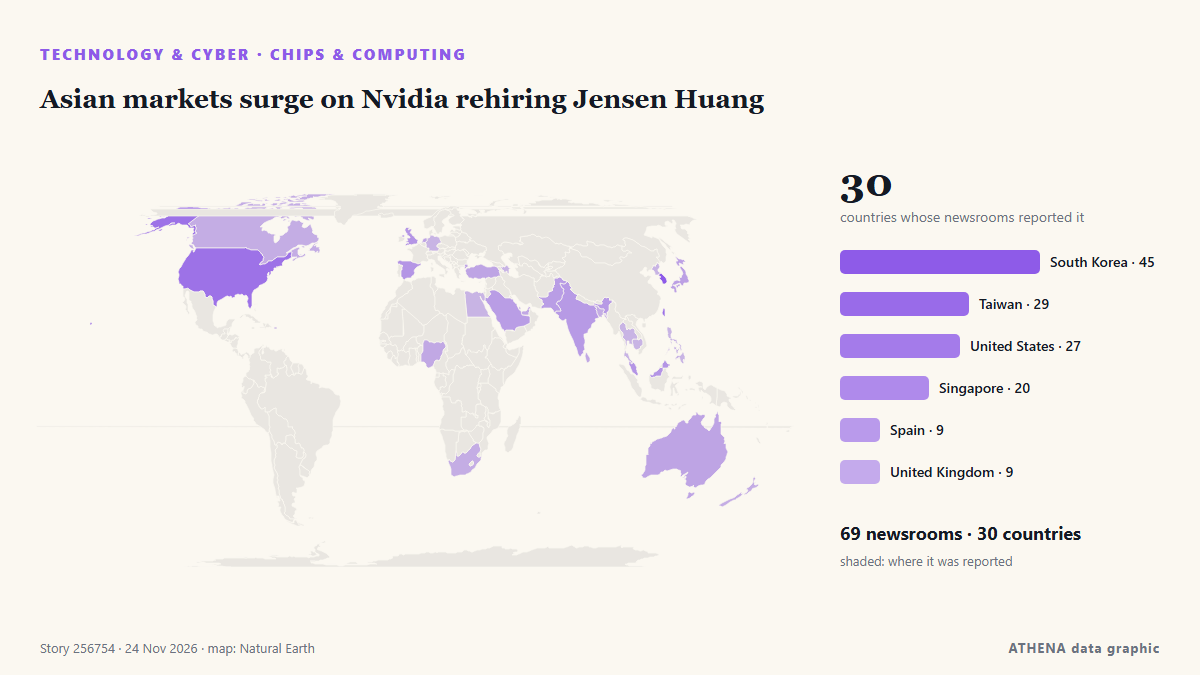 TECHNOLOGY & CYBER · CHIPS & COMPUTING
Asian markets surge on Nvidia rehiring Jensen Huang
30
countries whose newsrooms reported it
South Korea · 45
Taiwan · 29
United States · 27
Singapore · 20
Spain · 9
United Kingdom · 9
69 newsrooms · 30 countries
shaded: where it was reported
Story 256754 · 24 Nov 2026 · map: Natural Earth
ATHENA data graphic